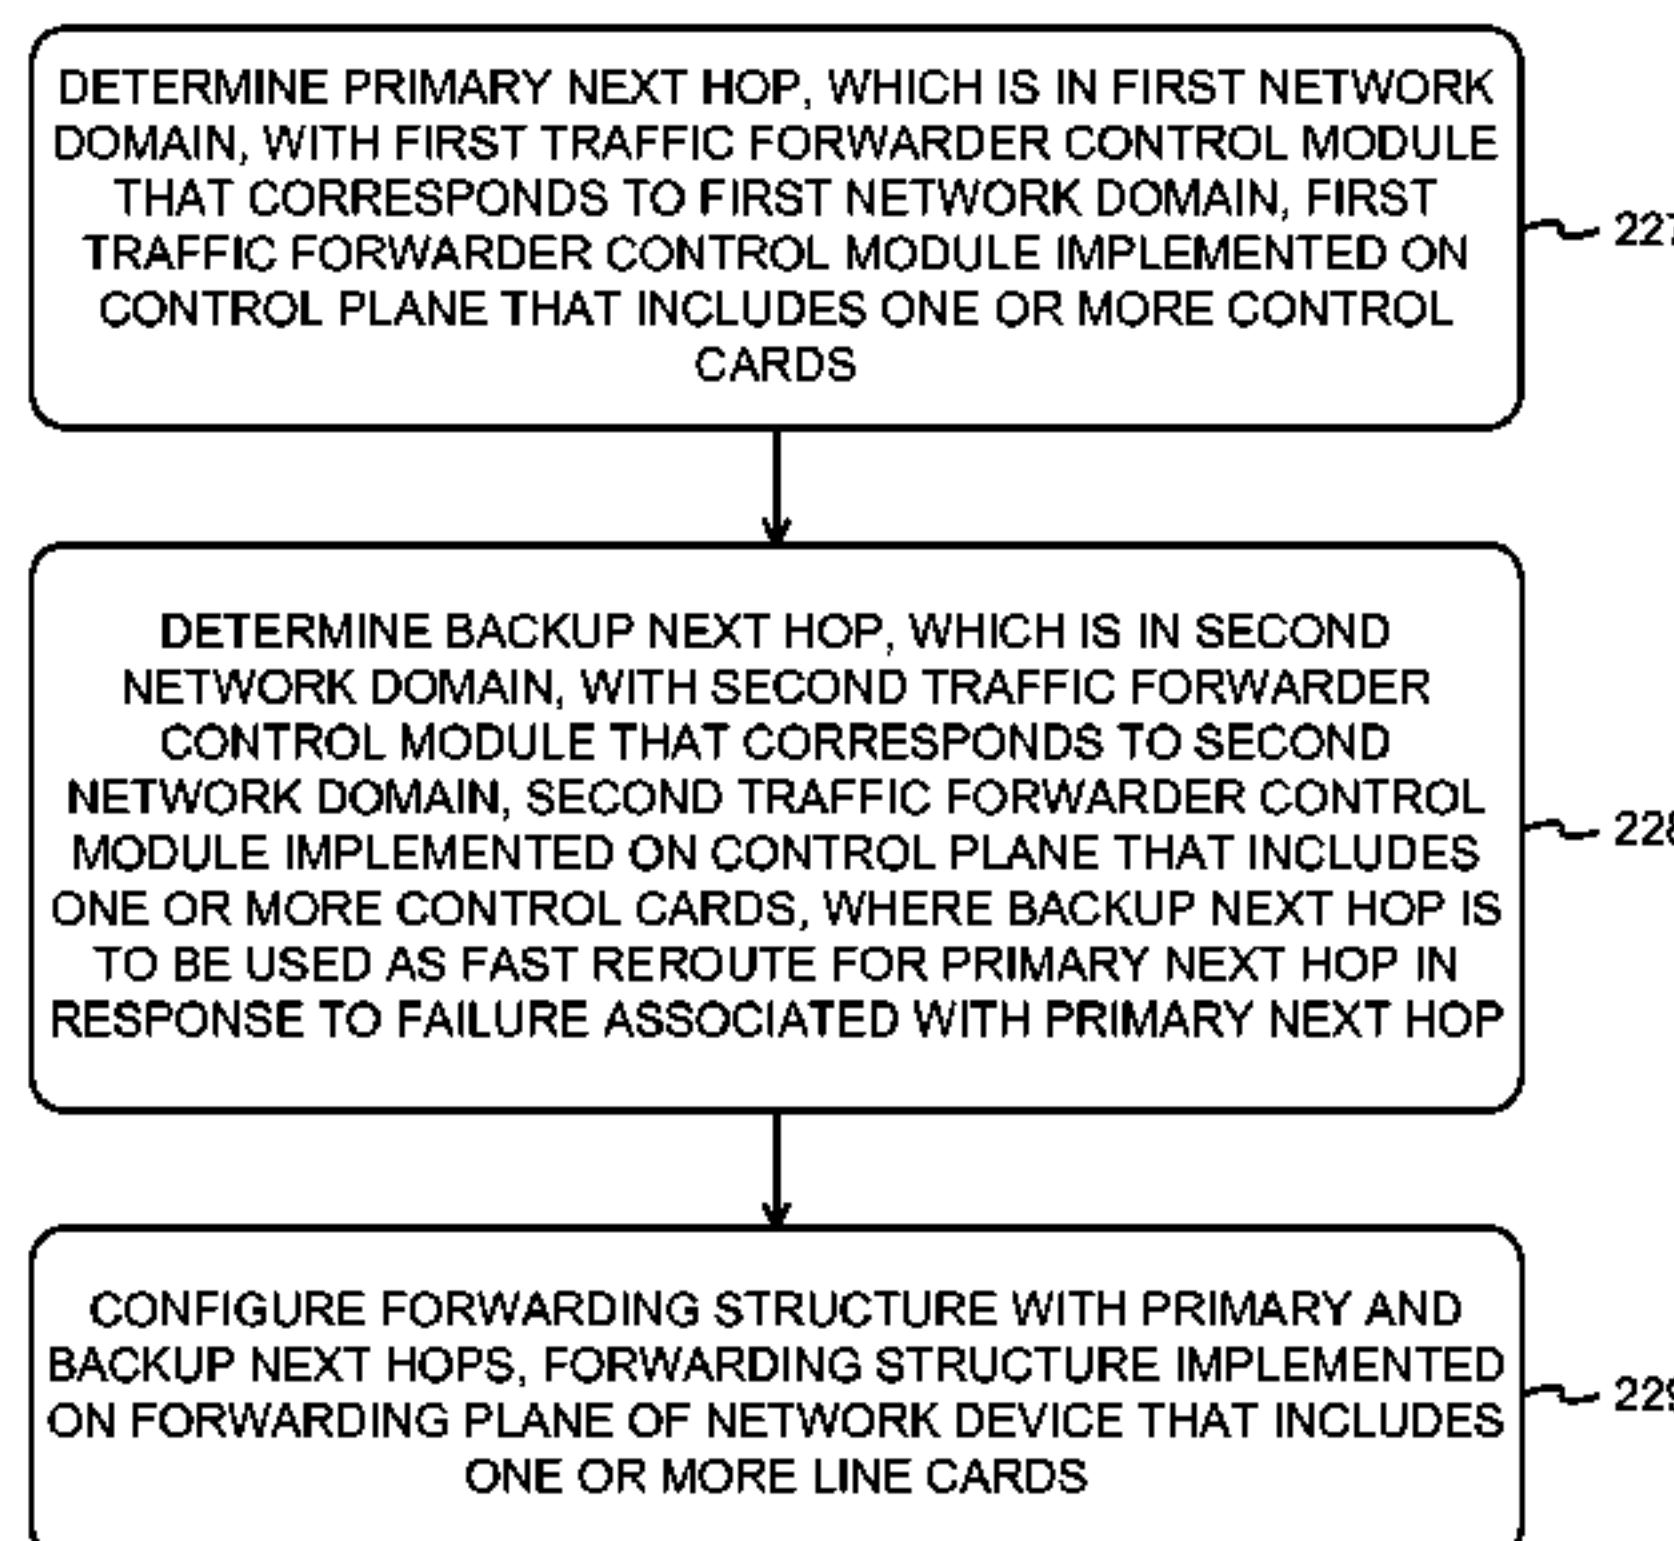 DETERMINE PRIMARY NEXT HOP, WHICH IS IN FIRST NETWORK
DOMAIN, WITH FIRST TRAFFIC FORWARDER CONTROL MODULE
THAT CORRESPONDS TO FIRST NETWORK DOMAIN, FIRST
TRAFFIC FORWARDER CONTROL MODULE IMPLEMENTED ON
CONTROL PLANE THAT INCLUDES ONE OR MORE CONTROL
CARDS
227
DETERMINE BACKUP NEXT HOP, WHICH IS IN SECOND
NETWORK DOMAIN, WITH SECOND TRAFFIC FORWARDER
CONTROL MODULE THAT CORRESPONDS TO SECOND
NETWORK DOMAIN, SECOND TRAFFIC FORWARDER CONTROL
MODULE IMPLEMENTED ON CONTROL PLANE THAT INCLUDES
ONE OR MORE CONTROL CARDS, WHERE BACKUP NEXT HOP IS
TO BE USED AS FAST REROUTE FOR PRIMARY NEXT HOP IN
RESPONSE TO FAILURE ASSOCIATED WITH PRIMARY NEXT HOP
228
CONFIGURE FORWARDING STRUCTURE WITH PRIMARY AND
BACKUP NEXT HOPS, FORWARDING STRUCTURE IMPLEMENTED
ON FORWARDING PLANE OF NETWORK DEVICE THAT INCLUDES
ONE OR MORE LINE CARDS
229